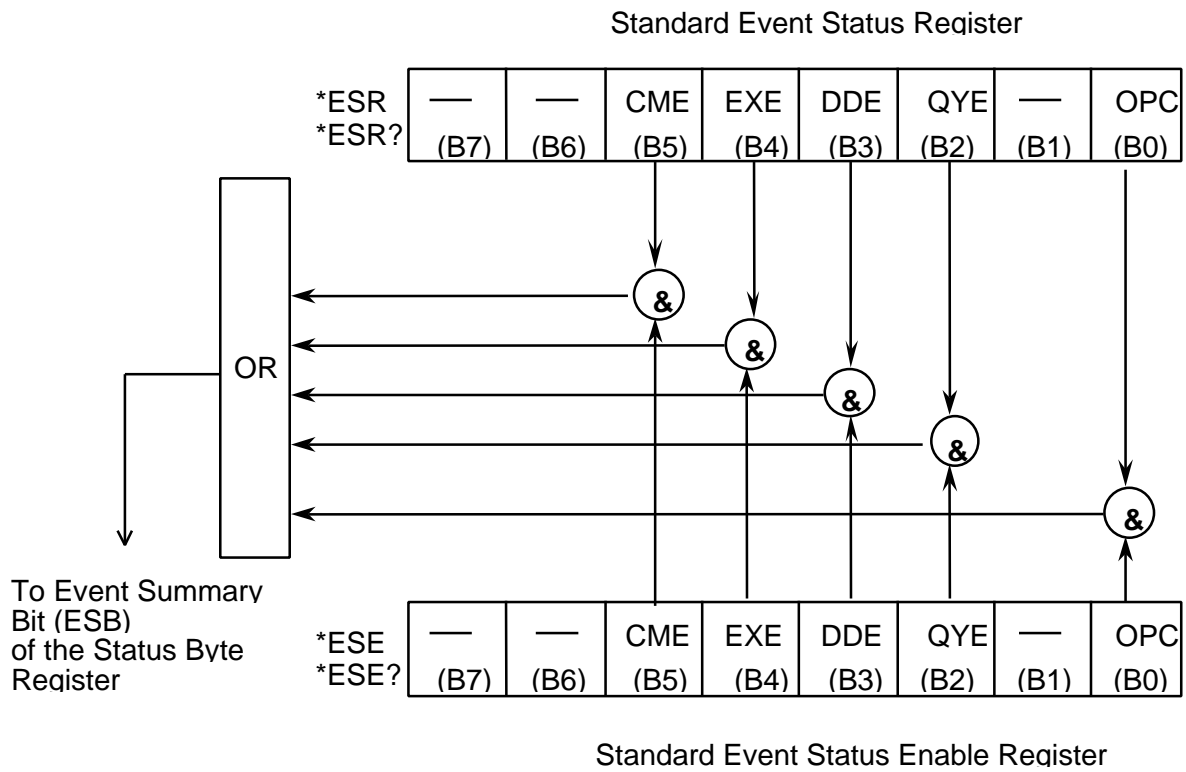 Standard Event Status Register
*ESR — — CME EXE DDE QYE — OPC
*ESR? (B7) (B6) (B5) (B4) (B3) (B2) (B1) (B0)
&
&
OR
&
&
&
To Event Summary
Bit (ESB)
of the Status Byte
Register
*ESE — — CME EXE DDE QYE — OPC
*ESE? (B7) (B6) (B5) (B4) (B3) (B2) (B1) (B0)
Standard Event Status Enable Register